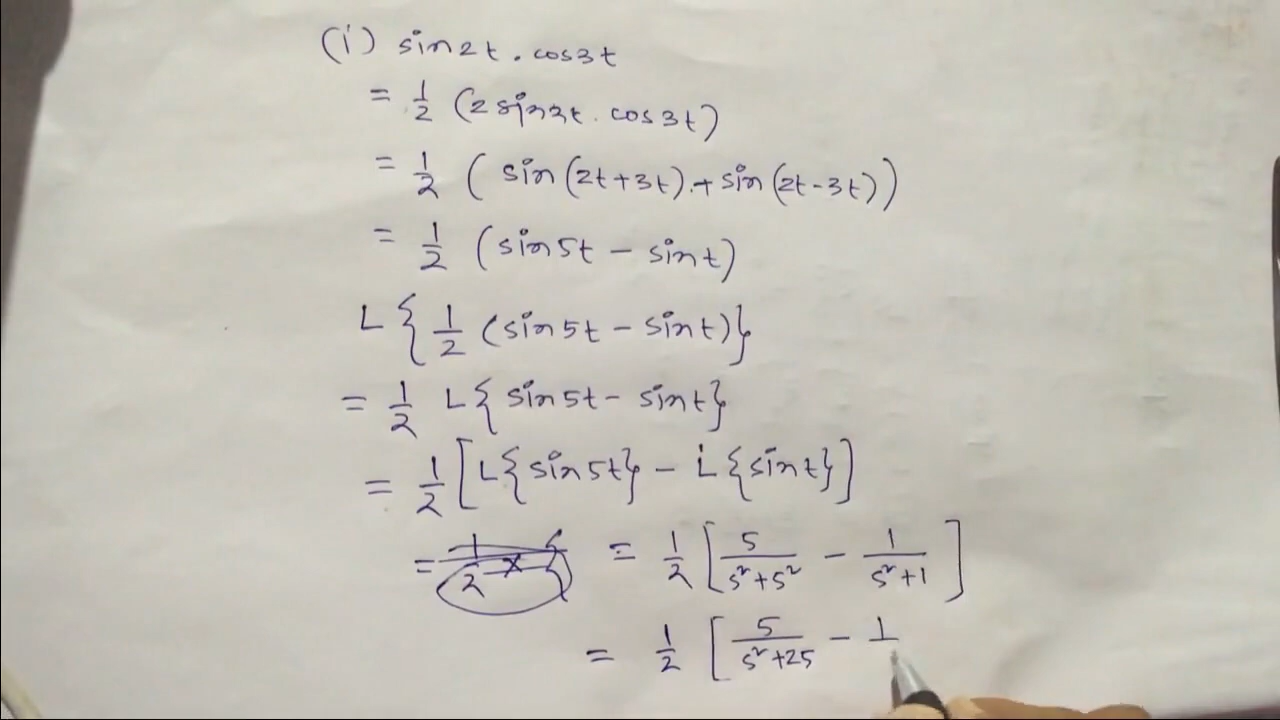 (i) sin2t . cos3t
= 1/2 (2 sin2t . cos3t)
= 1/2 ( sin (2t+3t) + sin (2t-3t))
= 1/2 (sin5t - sint)
L { 1/2 (sin5t - sint)}
= 1/2 L{ sin5t - sint}
= 1/2 [L{sin5t} - L{sint}]
= = 1/2 [ 5/(s²+5²) - 1/(s²+1) ]
= 1/2 [ 5/(s²+25) - 1